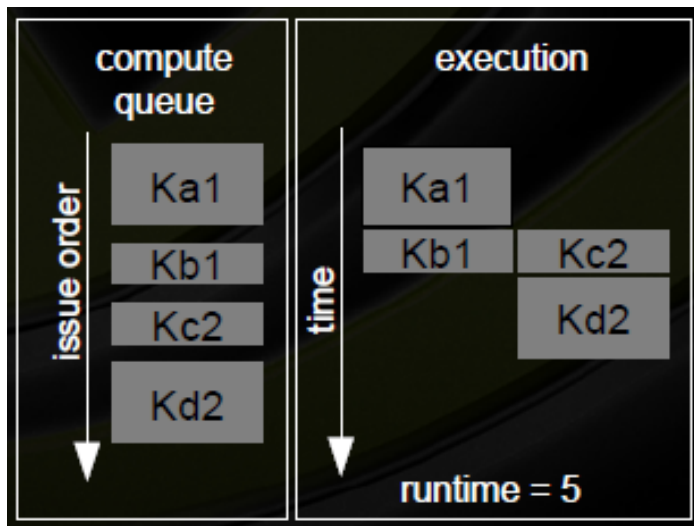 compute
queue
issue order
Ka1
Kb1
Kc2
Kd2
execution
time
Ka1
Kb1 Kc2
Kd2
runtime = 5